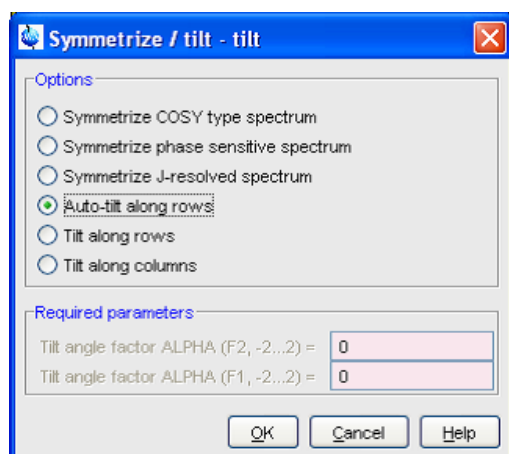 Symmetrize / tilt - tilt
Options
Symmetrize COSY type spectrum
Symmetrize phase sensitive spectrum
Symmetrize J-resolved spectrum
Auto-tilt along rows
Tilt along rows
Tilt along columns
Required parameters
Tilt angle factor ALPHA (F2, -2...2) = 0
Tilt angle factor ALPHA (F1, -2...2) = 0
OK Cancel Help